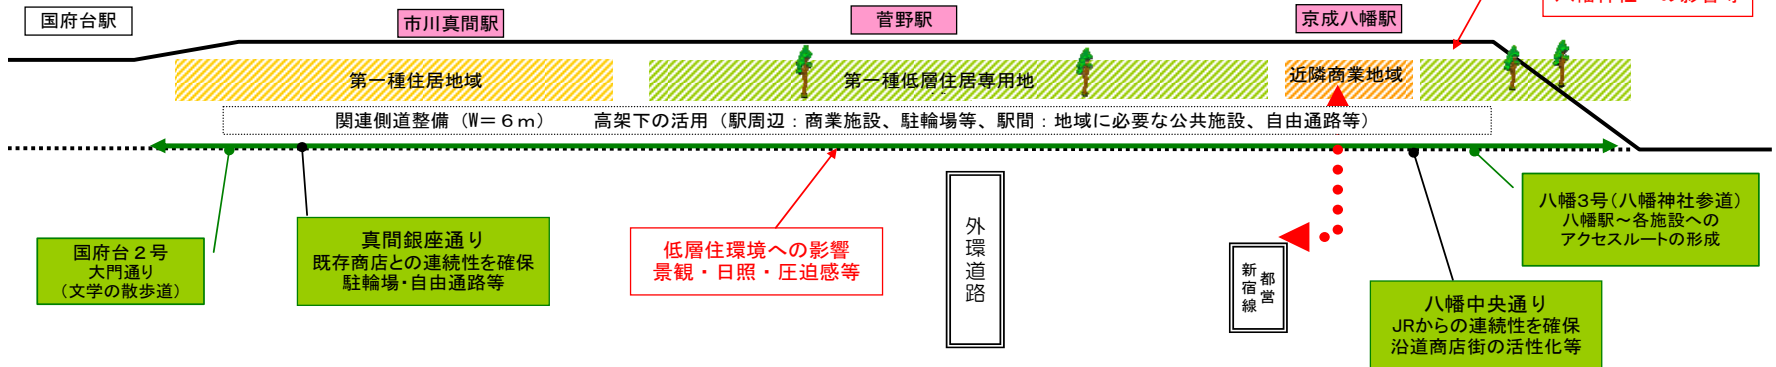 国府台駅
市川真間駅
菅野駅
京成八幡駅
第一種住居地域
第一種低層住居専用地
近隣商業地域
関連側道整備（W＝６ｍ）　　高架下の活用（駅周辺：商業施設、駐輪場等、駅間：地域に必要な公共施設、自由通路等）
国府台２号
大門通り
（文学の散歩道）
真間銀座通り
既存商店との連続性を確保
駐輪場・自由通路等
低層住環境への影響
景観・日照・圧迫感等
外環道路
都営
新宿線
八幡中央通り
JRからの連続性を確保
沿道商店街の活性化等
八幡3号（八幡神社参道）
八幡駅～各施設への
アクセスルートの形成